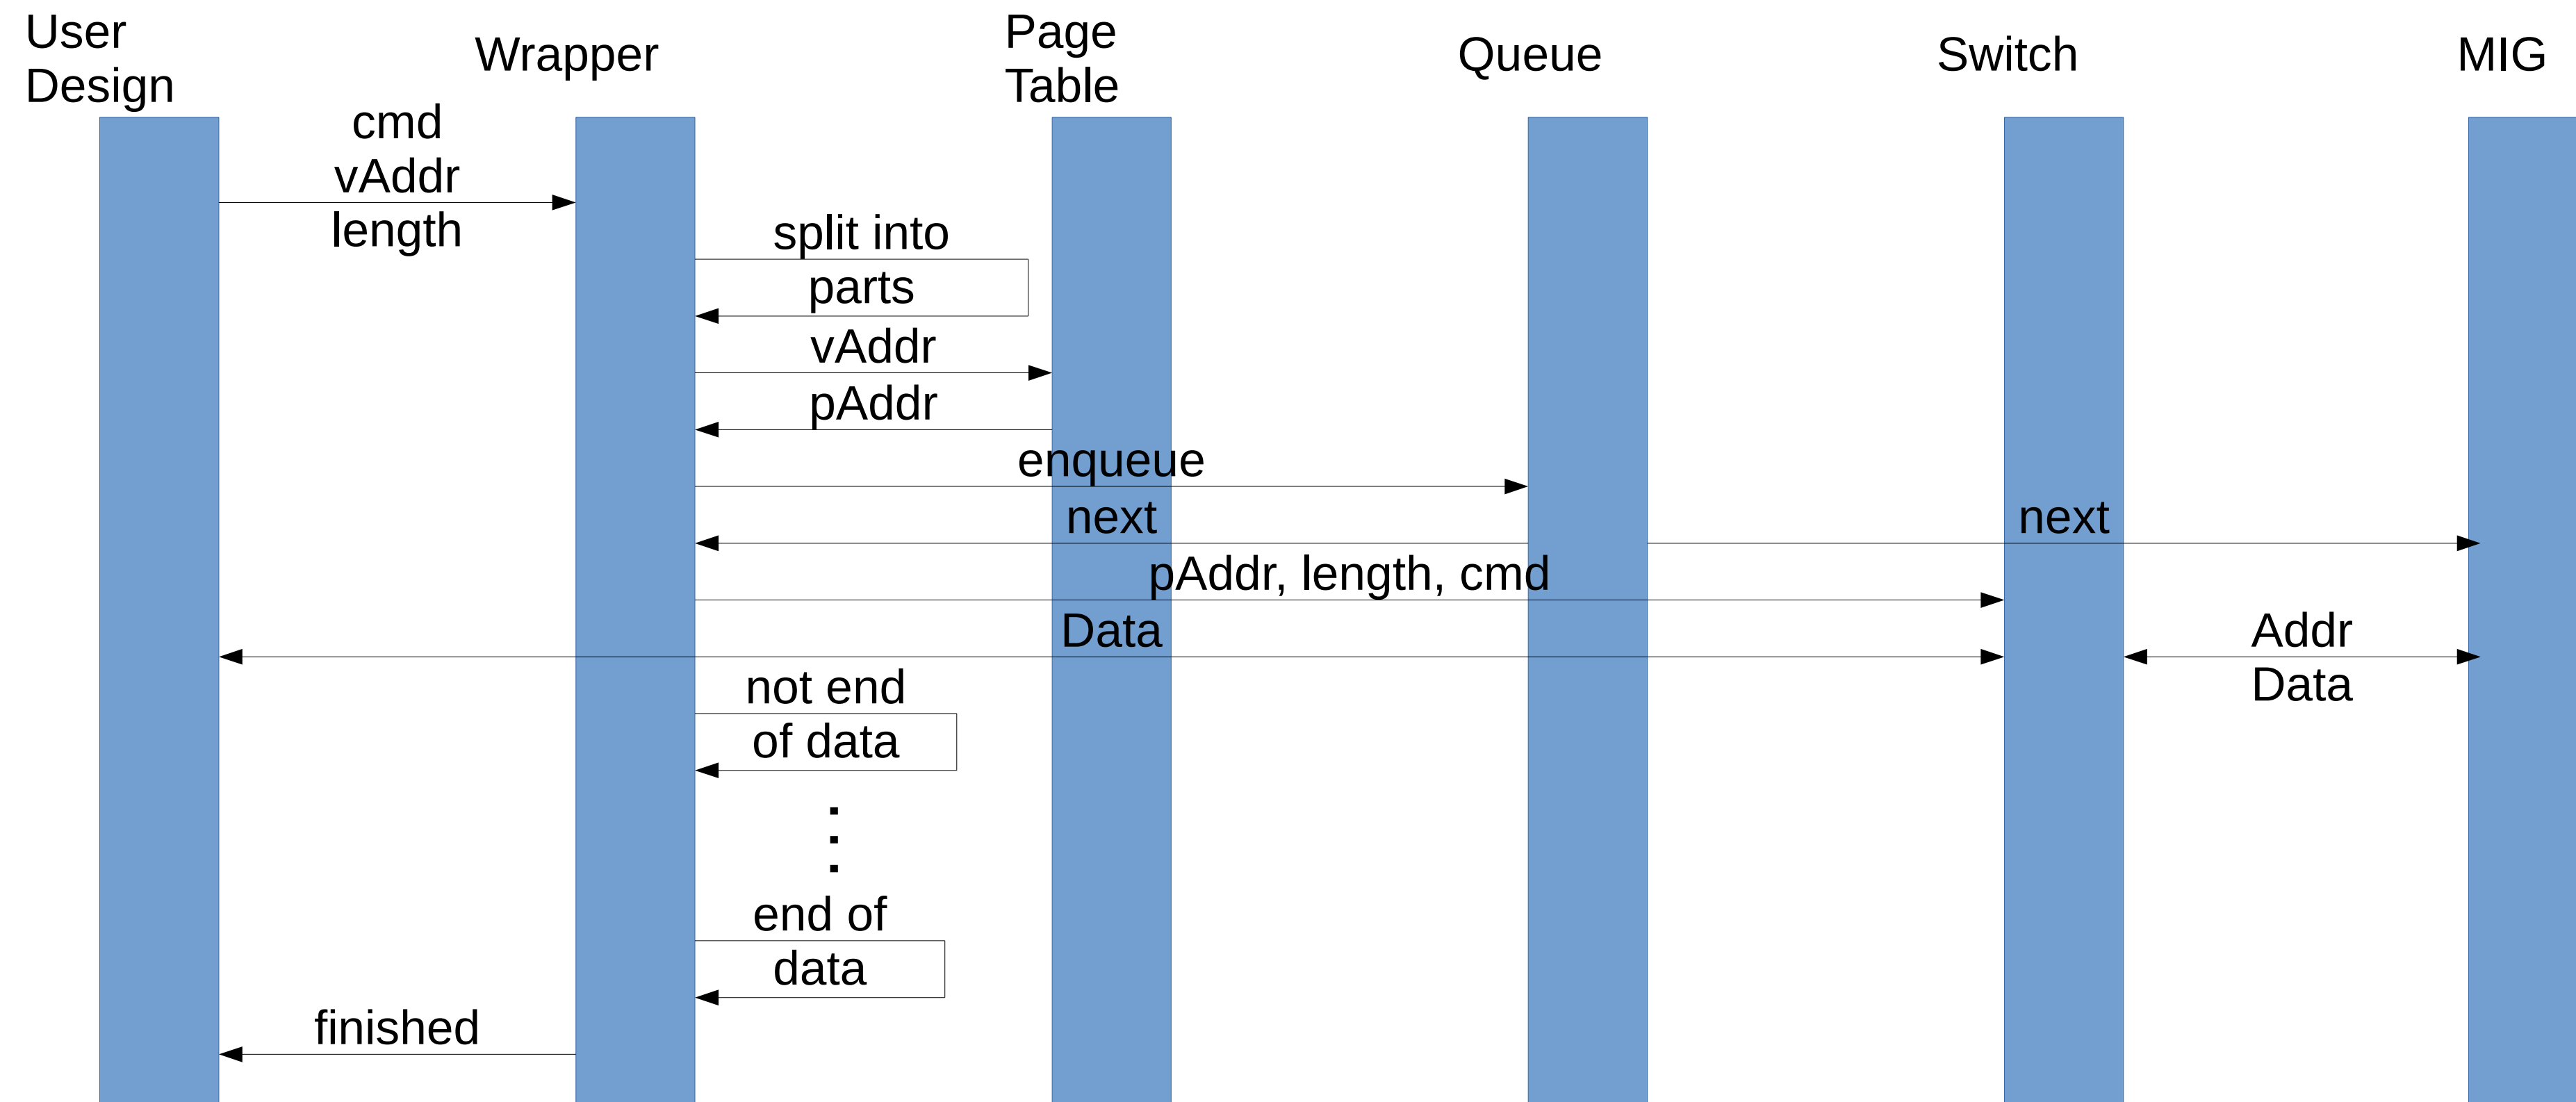 User
Design
Wrapper
Page
Table
Queue
Switch
MIG
cmd
vAddr
length
split into
parts
vAddr
pAddr
enqueue
next
next
pAddr, length, cmd
Data
Addr
Data
not end
of data
end of
data
finished